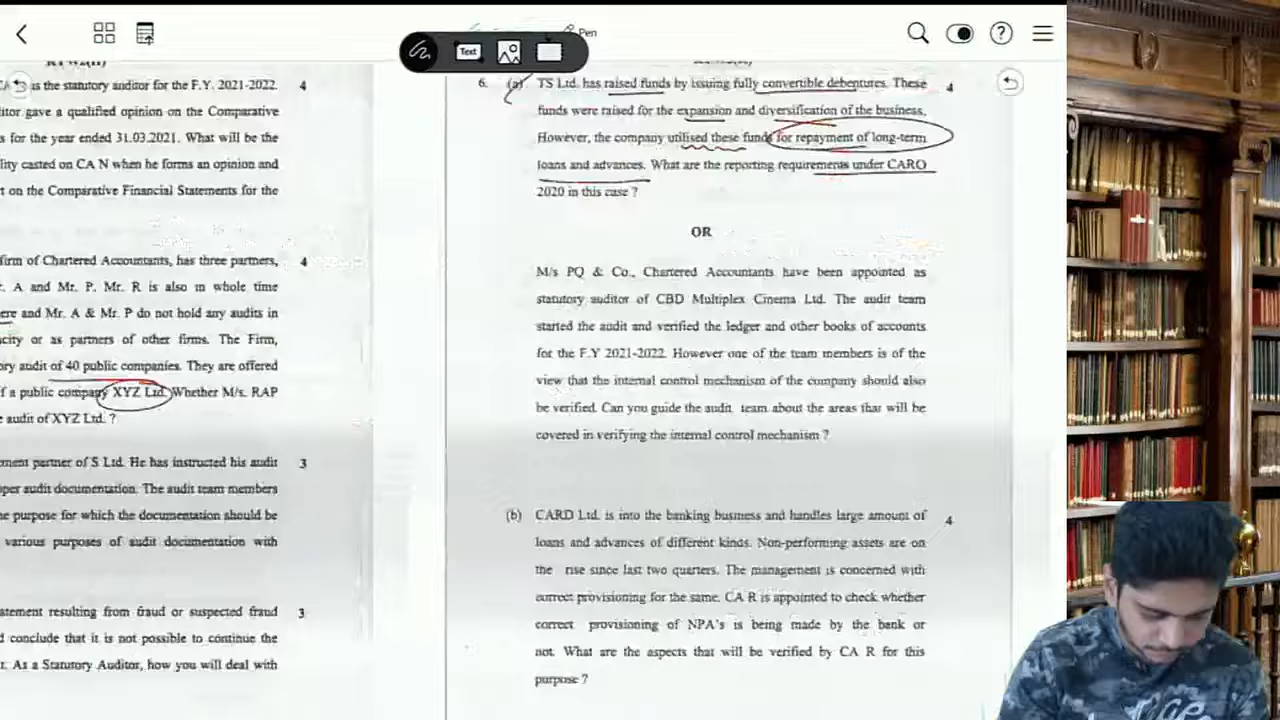 Pen
Text
CA is the statutory auditor for the F.Y. 2021-2022. 4
itor gave a qualified opinion on the Comparative
s for the year ended 31.03.2021. What will be the
lity casted on CA N when he forms an opinion and
t on the Comparative Financial Statements for the
firm of Chartered Accountants, has three partners, 4
r. A and Mr. P. Mr. R is also in whole time
ere and Mr. A & Mr. P do not hold any audits in
city or as partners of other firms. The Firm,
ory audit of 40 public companies. They are offered
f a public company XYZ Ltd. Whether M/s. RAP
e audit of XYZ Ltd. ?
ment partner of S Ltd. He has instructed his audit 3
per audit documentation. The audit team members
e purpose for which the documentation should be
various purposes of audit documentation with
atement resulting from fraud or suspected fraud 3
d conclude that it is not possible to continue the
t. As a Statutory Auditor, how you will deal with
6. (a) TS Ltd. has raised funds by issuing fully convertible debentures. These 4
funds were raised for the expansion and diversification of the business.
However, the company utilised these funds for repayment of long-term
loans and advances. What are the reporting requirements under CARO
2020 in this case ?
OR
M/s PQ & Co., Chartered Accountants have been appointed as
statutory auditor of CBD Multiplex Cinema Ltd. The audit team
started the audit and verified the ledger and other books of accounts
for the F.Y 2021-2022. However one of the team members is of the
view that the internal control mechanism of the company should also
be verified. Can you guide the audit team about the areas that will be
covered in verifying the internal control mechanism ?
(b) CARD Ltd. is into the banking business and handles large amount of 4
loans and advances of different kinds. Non-performing assets are on
the rise since last two quarters. The management is concerned with
correct provisioning for the same. CA R is appointed to check whether
correct provisioning of NPA's is being made by the bank or
not. What are the aspects that will be verified by CA R for this
purpose ?